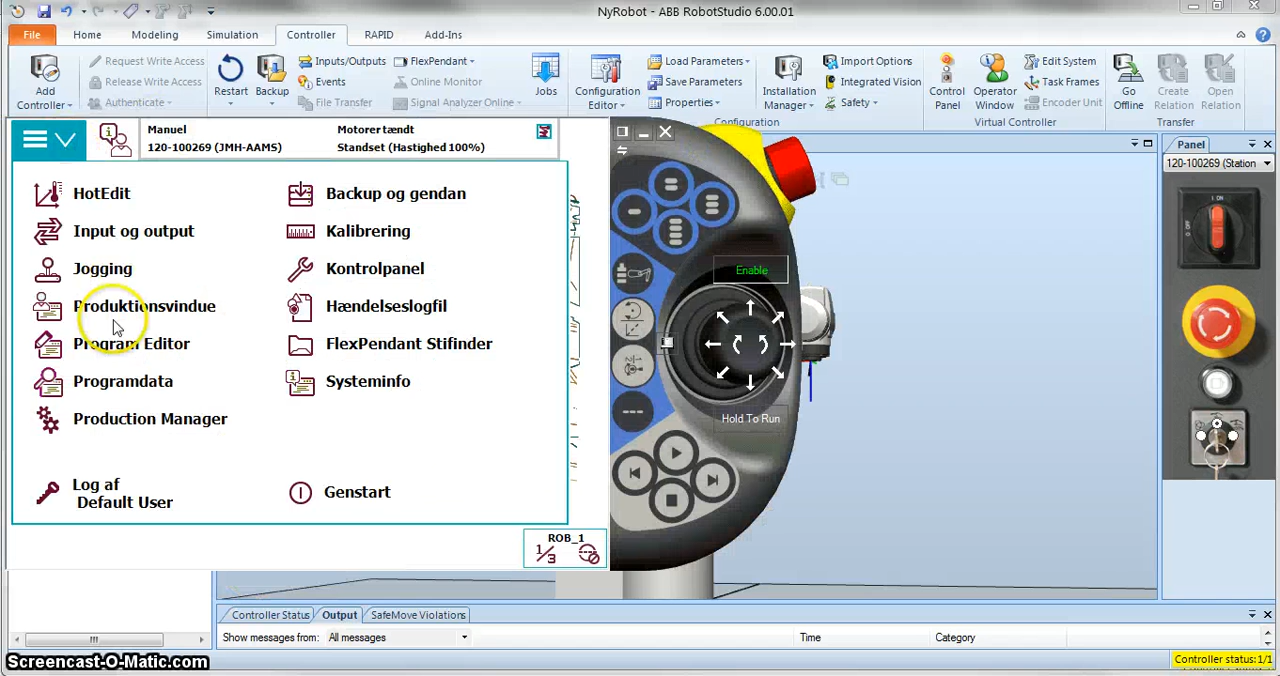 NyRobot - ABB RobotStudio 6.00.01
File Home Modeling Simulation Controller RAPID Add-Ins
Add Controller
Request Write Access
Release Write Access
Authenticate
Restart
Backup
Inputs/Outputs
Events
File Transfer
FlexPendant
Online Monitor
Signal Analyzer Online
Jobs
Configuration Editor
Load Parameters
Save Parameters
Properties
Installation Manager
Import Options
Integrated Vision
Safety
Control Panel
Operator Window
Edit System
Task Frames
Encoder Unit
Go Offline
Create Relation
Open Relation
Configuration
Virtual Controller
Transfer
Manuel
120-100269 (JMH-AAMS)
Motorer tændt
Standset (Hastighed 100%)
HotEdit
Input og output
Jogging
Produktionsvindue
Program Editor
Programdata
Production Manager
Backup og gendan
Kalibrering
Kontrolpanel
Hændelseslogfil
FlexPendant Stifinder
Systeminfo
Log af
Default User
Genstart
ROB_1
1/3
Enable
Hold To Run
Panel
120-100269 (Station
I ON
O OFF
Controller Status Output SafeMove Violations
Show messages from: All messages Time Category
Controller status:1/1
Screencast-O-Matic.com